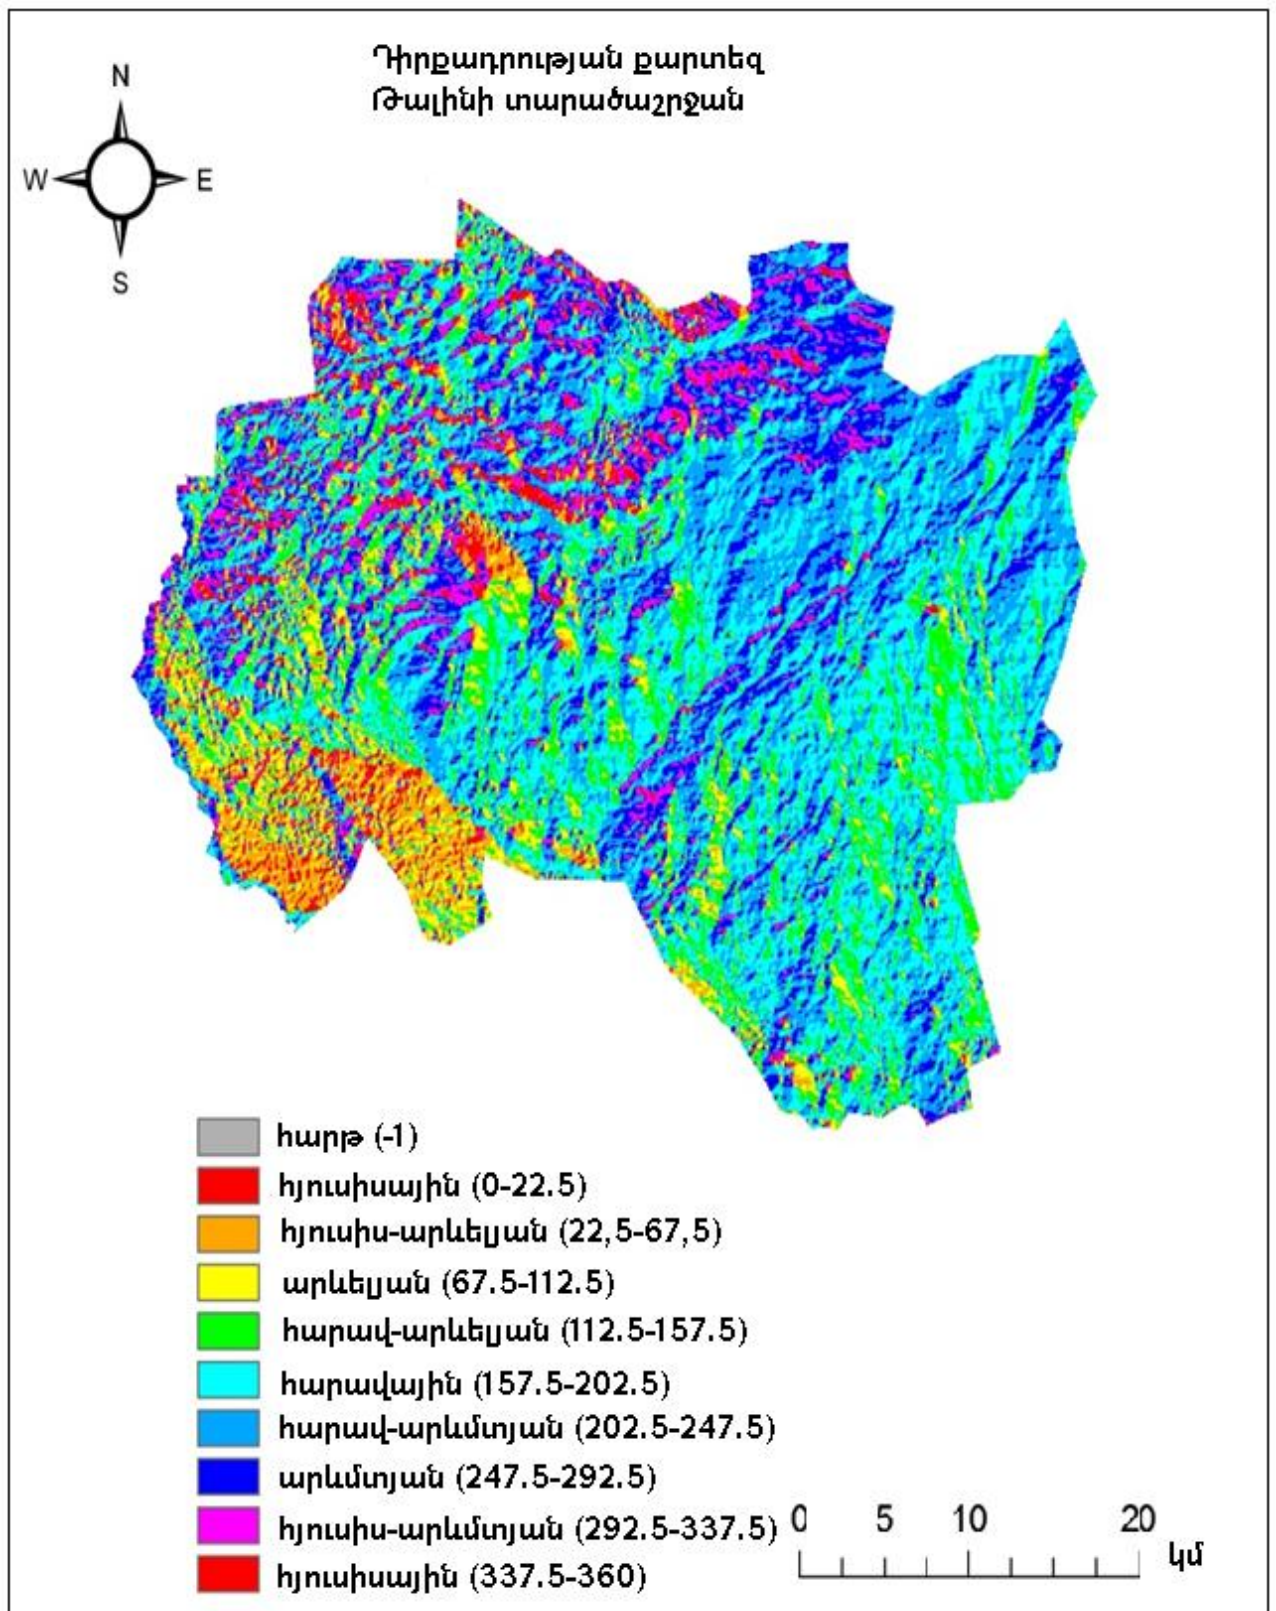 Դիրքադրության քարտեզ
Թալինի տարածաշրջան
N
W E
S
հարթ (-1)
հյուսիսային (0-22.5)
հյուսիս-արևելյան (22,5-67,5)
արևելյան (67.5-112.5)
հարավ-արևելյան (112.5-157.5)
հարավային (157.5-202.5)
հարավ-արևմտյան (202.5-247.5)
արևմտյան (247.5-292.5)
հյուսիս-արևմտյան (292.5-337.5)
հյուսիսային (337.5-360)
0 5 10 20
կմ